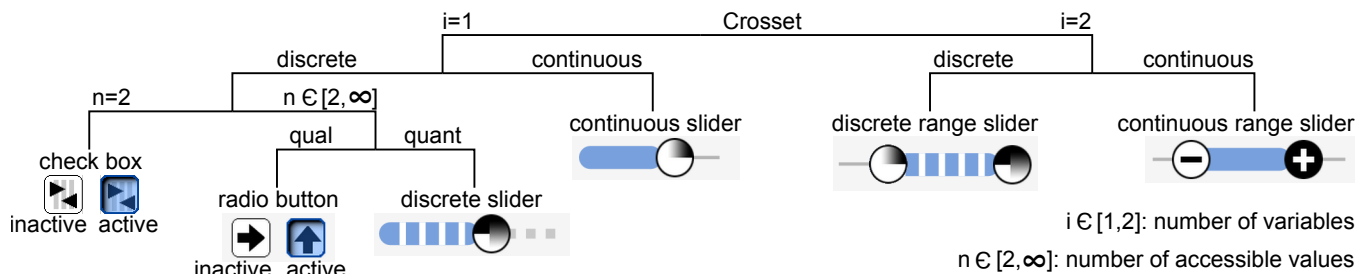 i=1 Crosset i=2
discrete continuous discrete continuous
n=2 n Є [2,∞]
qual quant
continuous slider discrete range slider continuous range slider
check box
radio button discrete slider
inactive active
i Є [1,2]: number of variables
n Є [2,∞]: number of accessible values
inactive active